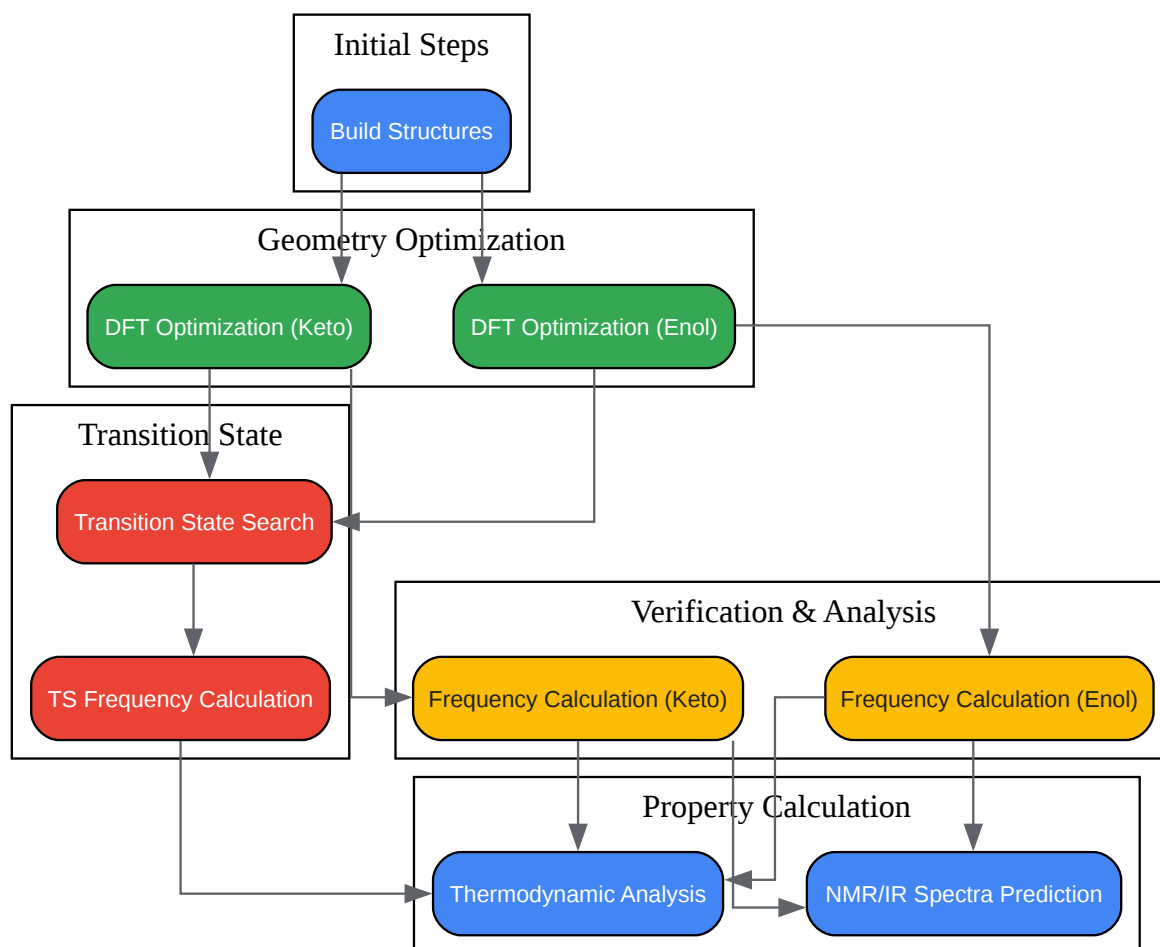 Initial Steps
Build Structures
Geometry Optimization
DFT Optimization (Keto)
DFT Optimization (Enol)
Transition State
Transition State Search
Verification & Analysis
TS Frequency Calculation
Frequency Calculation (Keto)
Frequency Calculation (Enol)
Property Calculation
Thermodynamic Analysis
NMR/IR Spectra Prediction